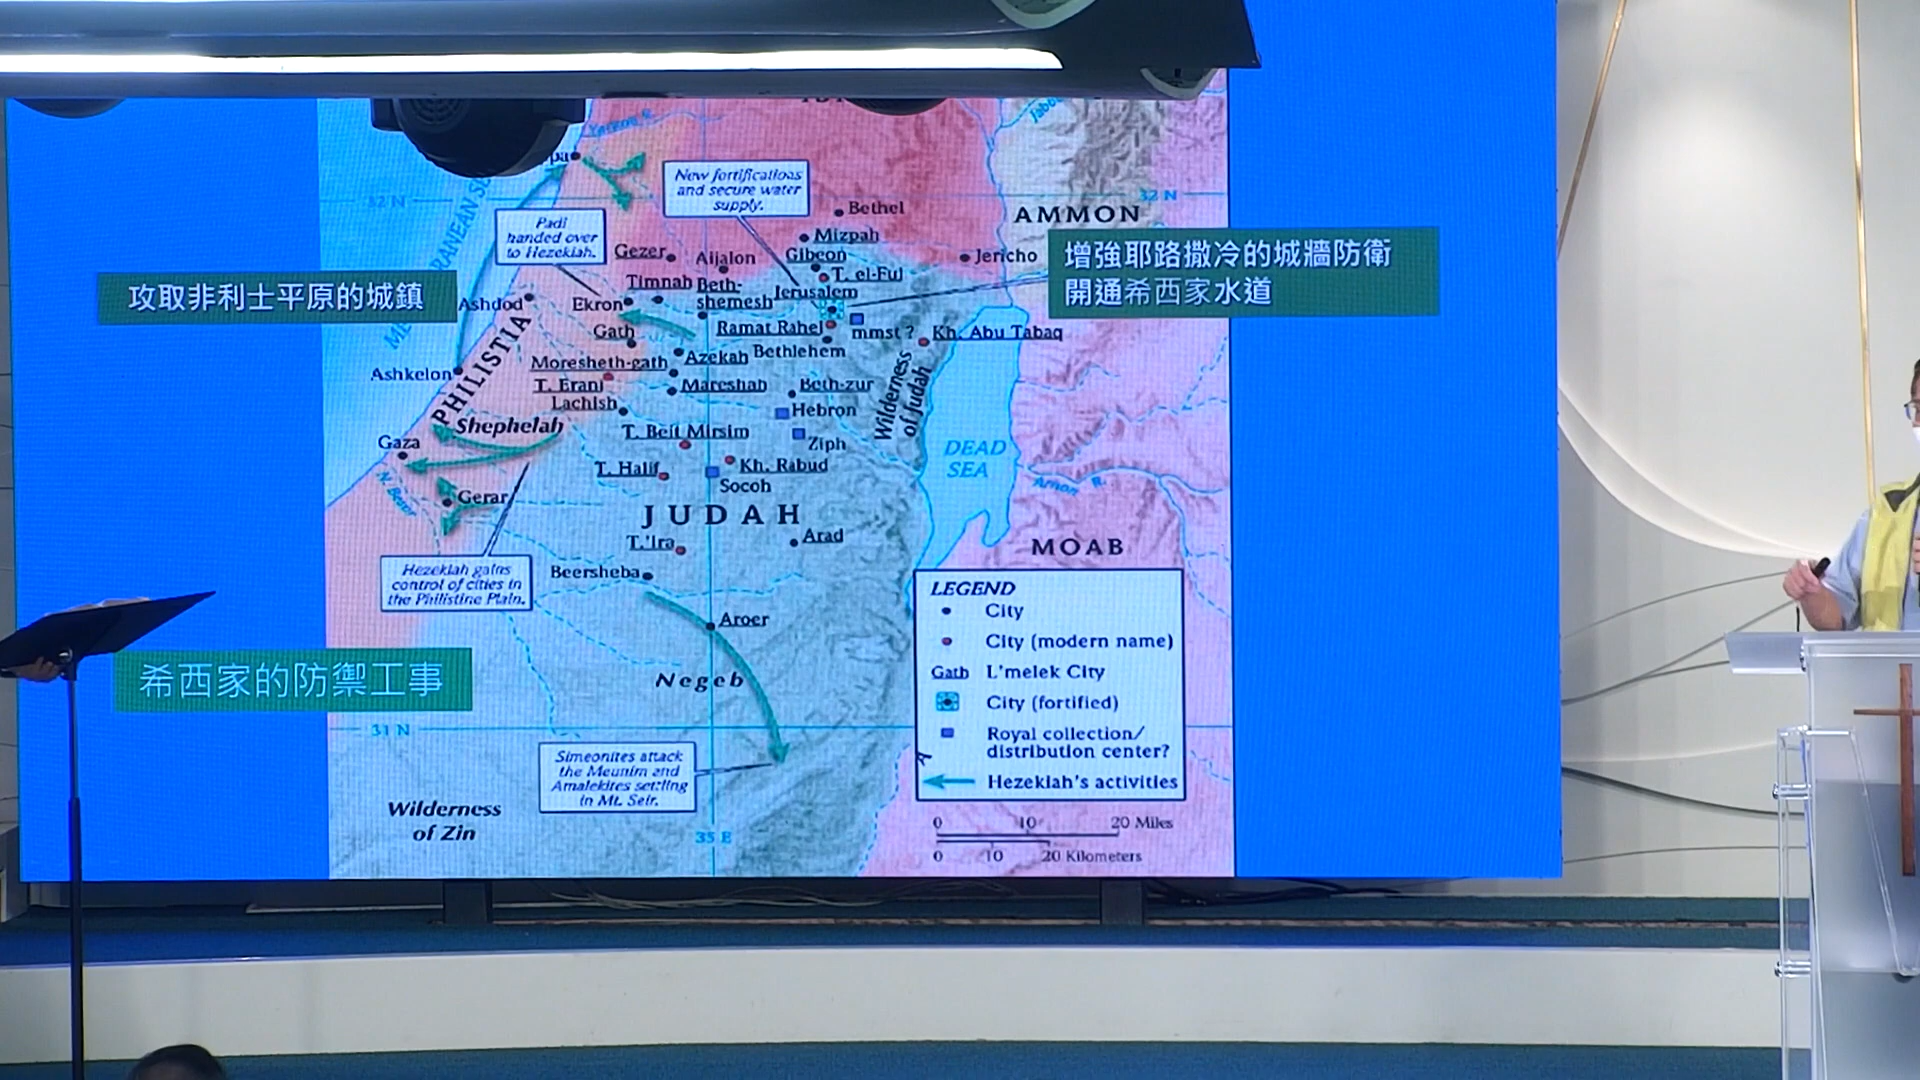 Yarkon R.
32 N
32 N
New fortifications
and secure water
supply.
Bethel
AMMON
Padi
handed over
to Hezekiah.
Mizpah
Gezer
Aijalon
Gibeon
Jericho
T. el-Ful
增強耶路撒冷的城牆防衛
開通希西家水道
攻取非利士平原的城鎮
Timnah
Beth-
shemesh
Jerusalem
Ashdod
Ekron
Gath
Ramat Rahel
mmst ?
Kh. Abu Tabaq
Moresheth-gath
Azekah
Bethlehem
Ashkelon
PHILISTIA
T. Erani
Mareshah
Beth-zur
Wilderness
of Judah
Lachish
Hebron
Shephelah
T. Beit Mirsim
Ziph
Gaza
DEAD
SEA
T. Halif
Kh. Rabud
Socoh
Arnon R.
N. Besor
Gerar
JUDAH
T. 'Ira
Arad
MOAB
Hezekiah gains
control of cities in
the Philistine Plain.
Beersheba
Aroer
希西家的防禦工事
Negeb
31 N
Simeonites attack
the Meunim and
Amalekites settling
in Mt. Seir.
Wilderness
of Zin
35 E
LEGEND
City
City (modern name)
Gath L'melek City
City (fortified)
Royal collection/
distribution center?
Hezekiah's activities
0 10 20 Miles
0 10 20 Kilometers